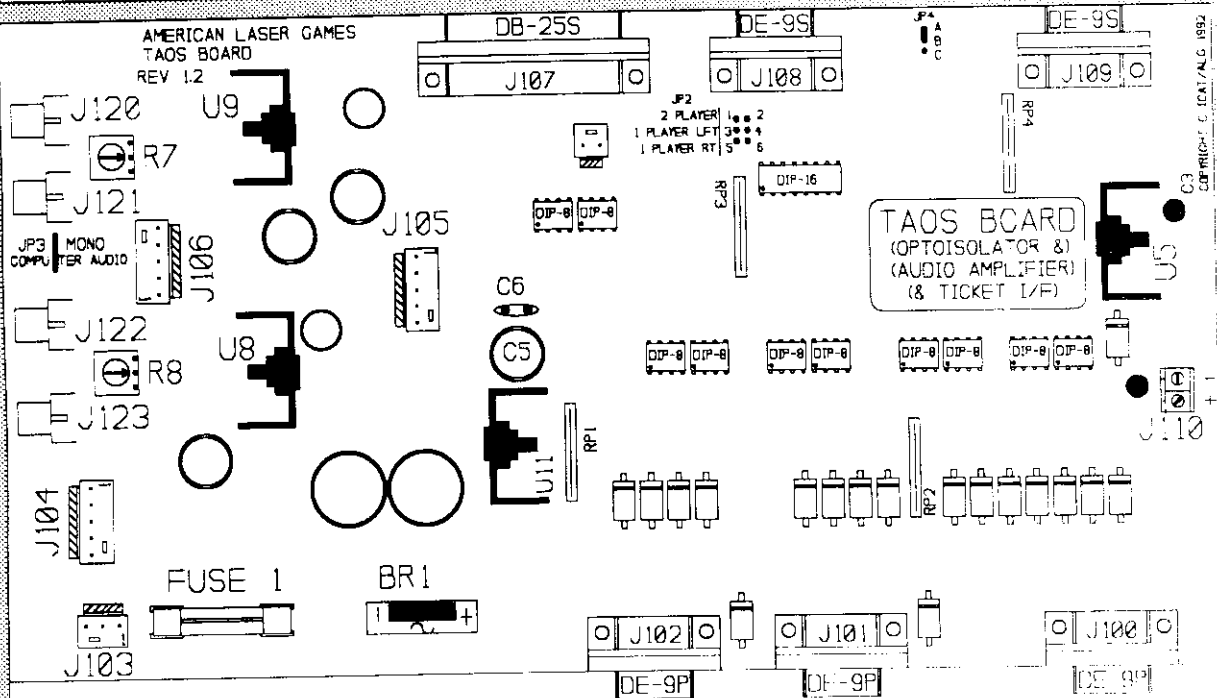 AMERICAN LASER GAMES
TAOS BOARD
REV 1.2
DB-25S
J107
DE-9S
J108
JP4
A
B
C
DE-9S
J109
COPYRIGHT C ICAT/ALG 1992
J120
R7
J121
U9
JP2
2 PLAYER 1 2
1 PLAYER LFT 3 4
1 PLAYER RT 5 6
RP4
DIP-16
RP3
DIP-8 DIP-8
C3
U5
TAOS BOARD
(OPTOISOLATOR &)
(AUDIO AMPLIFIER)
(& TICKET I/F)
JP3 MONO
COMPUTER AUDIO
J106
J105
C6
C5
J122
R8
J123
U8
DIP-8 DIP-8 DIP-8 DIP-8 DIP-8 DIP-8 DIP-8 DIP-8
+ -
J110
U11
RP1
RP2
J104
FUSE 1
BR1
- +
J103
J102
DE-9P
J101
DE-9P
J100
DE-9P